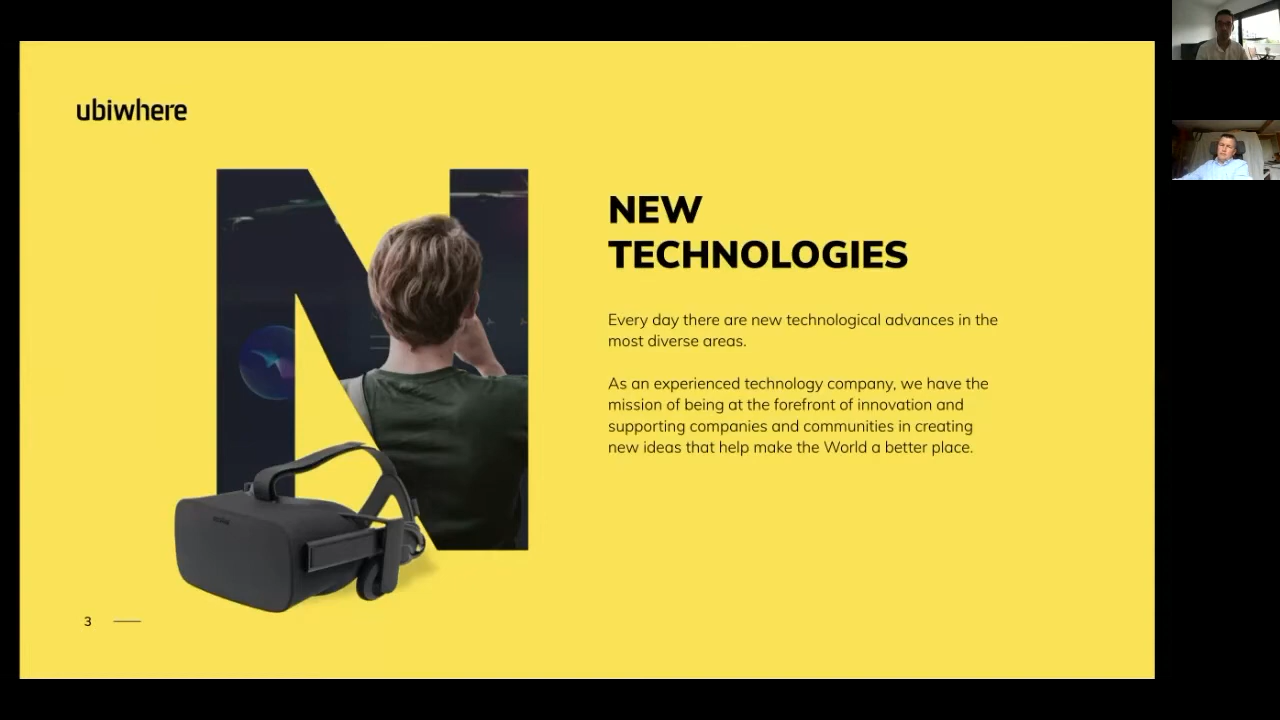 ubiwhere
NEW
TECHNOLOGIES
Every day there are new technological advances in the
most diverse areas.
As an experienced technology company, we have the
mission of being at the forefront of innovation and
supporting companies and communities in creating
new ideas that help make the World a better place.
3